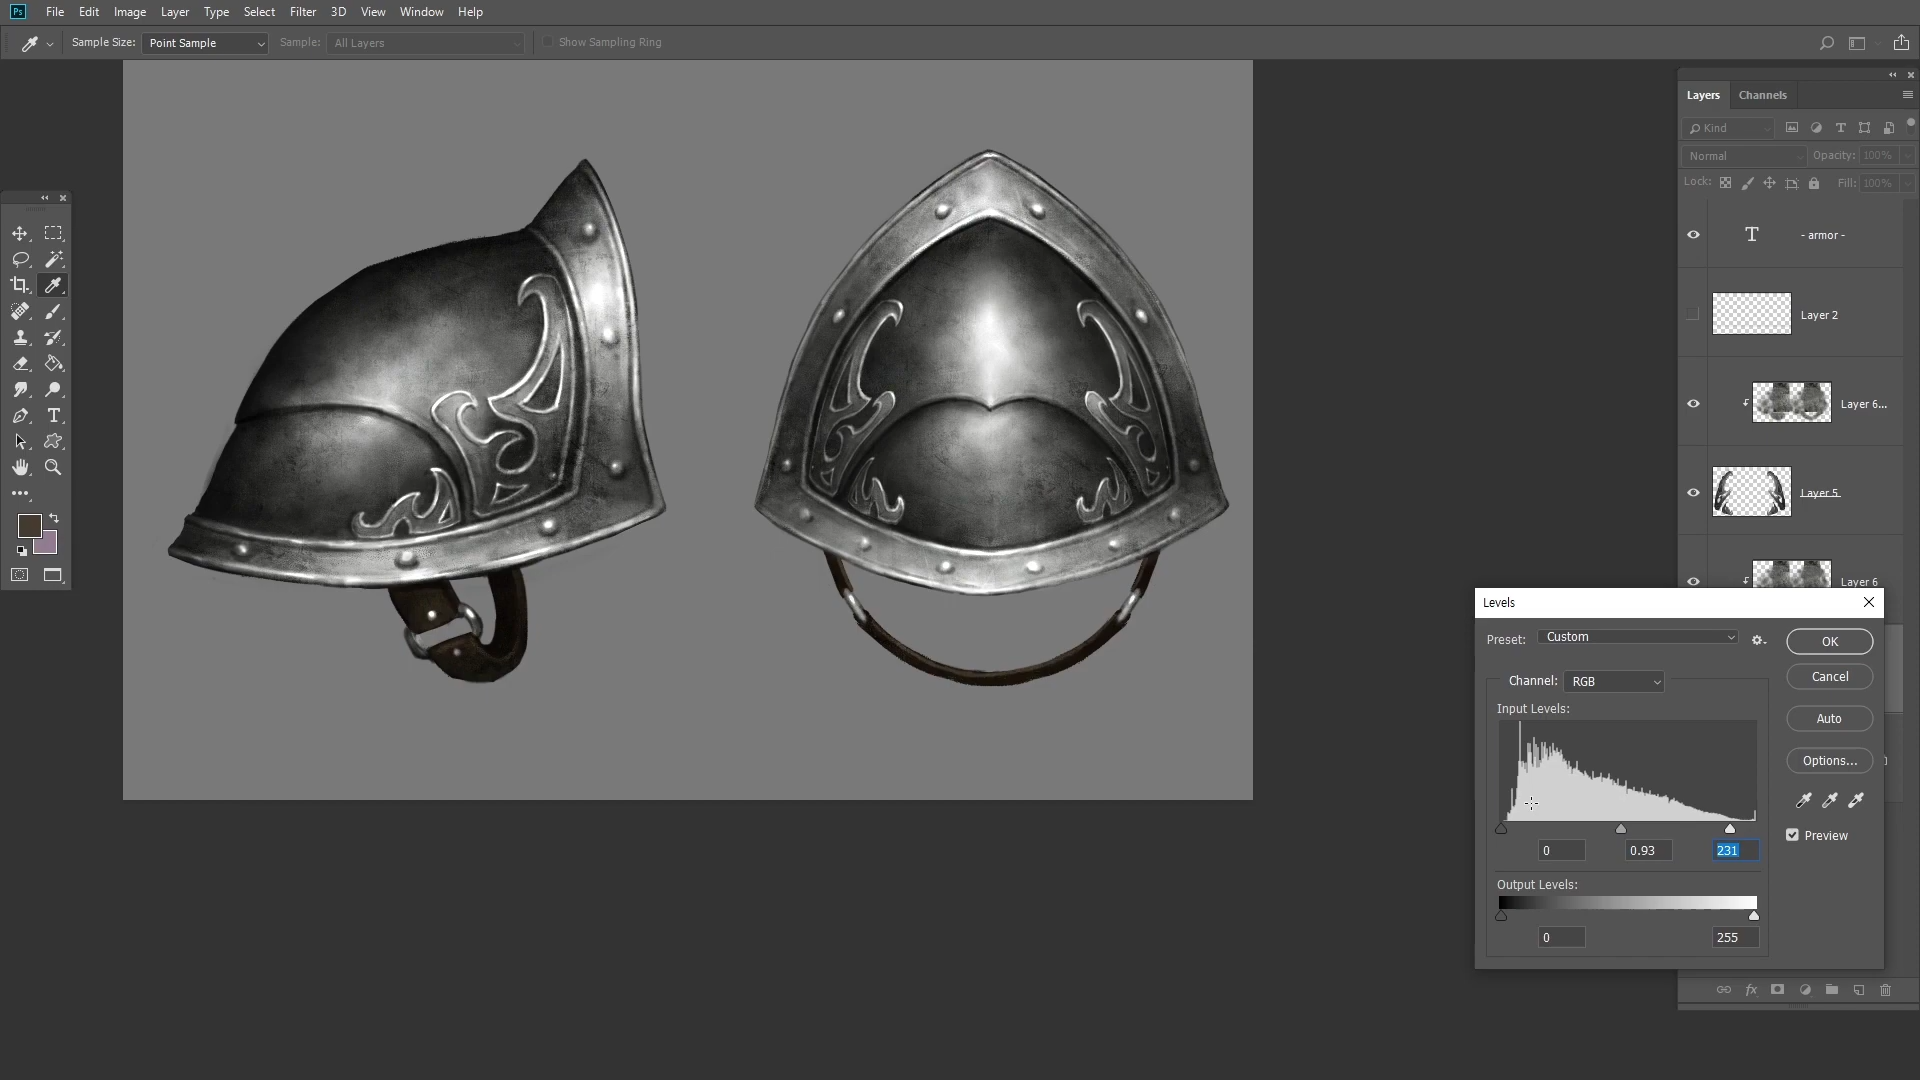 Ps File Edit Image Layer Type Select Filter 3D View Window Help
Sample Size: Point Sample Sample: All Layers Show Sampling Ring
Layers Channels
Kind
Normal Opacity: 100%
Lock: Fill: 100%
T - armor -
Layer 2
Layer 6...
Layer 5
Layer 6
Levels
Preset: Custom OK
Channel: RGB Cancel
Input Levels: Auto
Options...
Preview
0 0.93 231
Output Levels:
0 255